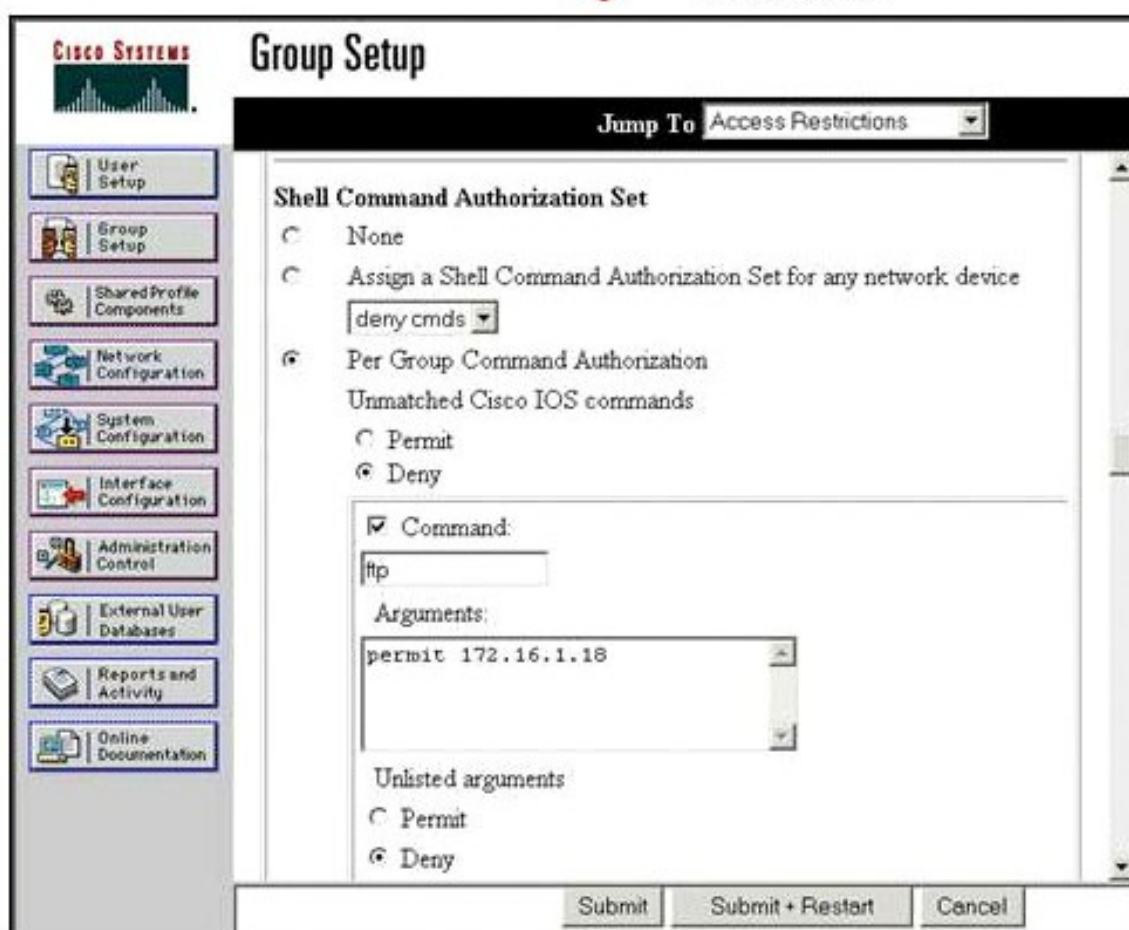 CISCO SYSTEMS
Group Setup
Jump To Access Restrictions
User Setup
Group Setup
Shared Profile Components
Network Configuration
System Configuration
Interface Configuration
Administration Control
External User Databases
Reports and Activity
Online Documentation
Shell Command Authorization Set
None
Assign a Shell Command Authorization Set for any network device
deny cmds
Per Group Command Authorization
Unmatched Cisco IOS commands
Permit
Deny
Command:
ftp
Arguments:
permit 172.16.1.18
Unlisted arguments
Permit
Deny
Submit
Submit + Restart
Cancel